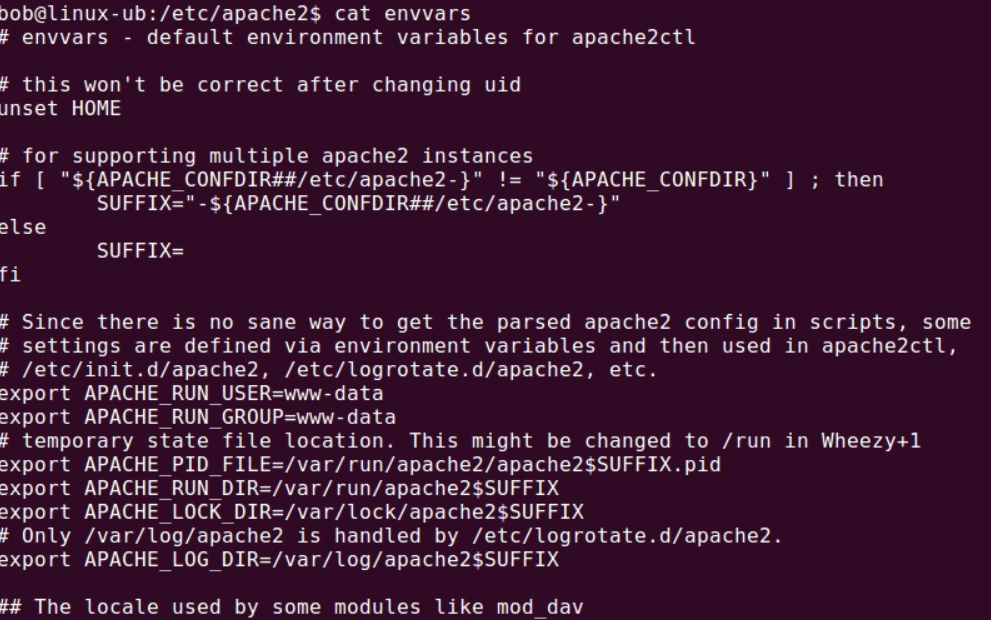 bob@linux-ub:/etc/apache2$ cat envvars
# envvars - default environment variables for apache2ctl

# this won't be correct after changing uid
unset HOME

# for supporting multiple apache2 instances
if [ "${APACHE_CONFDIR##/etc/apache2-}" != "${APACHE_CONFDIR}" ] ; then
        SUFFIX="-${APACHE_CONFDIR##/etc/apache2-}"
else
        SUFFIX=
fi

# Since there is no sane way to get the parsed apache2 config in scripts, some
# settings are defined via environment variables and then used in apache2ctl,
# /etc/init.d/apache2, /etc/logrotate.d/apache2, etc.
export APACHE_RUN_USER=www-data
export APACHE_RUN_GROUP=www-data
# temporary state file location. This might be changed to /run in Wheezy+1
export APACHE_PID_FILE=/var/run/apache2/apache2$SUFFIX.pid
export APACHE_RUN_DIR=/var/run/apache2$SUFFIX
export APACHE_LOCK_DIR=/var/lock/apache2$SUFFIX
# Only /var/log/apache2 is handled by /etc/logrotate.d/apache2.
export APACHE_LOG_DIR=/var/log/apache2$SUFFIX

## The locale used by some modules like mod_dav